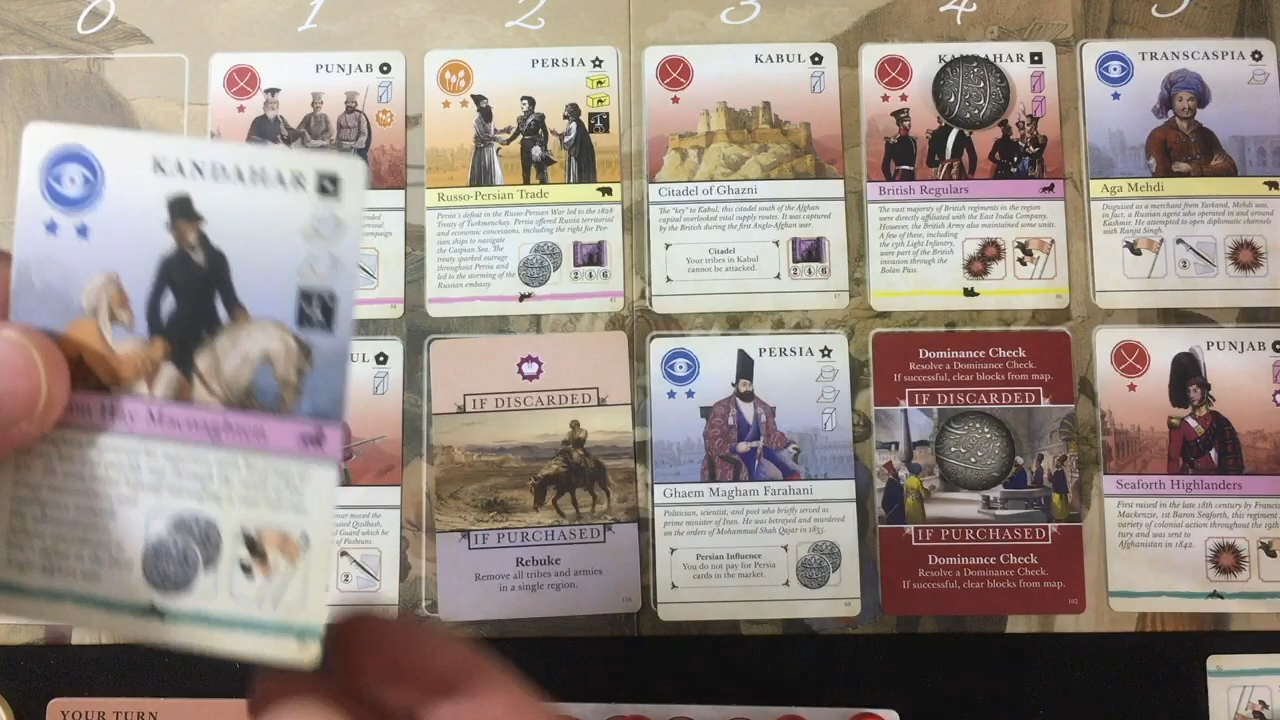 0 1 2 3 4 5
PUNJAB
PERSIA
Russo-Persian Trade
Persia's defeat in the Russo-Persian War led to the 1828
Treaty of Turkmenchay. Persia offered Russia territorial
and economic concessions, including the right for Per-
sian ships to navigate
the Caspian Sea. The
treaty sparked outrage
throughout Persia and
led to the storming of the
Russian embassy.
2 4 6
KABUL
Citadel of Ghazni
The "key" to Kabul, this citadel south of the Afghan
capital overlooked vital supply routes. It was captured
by the British during the first Anglo-Afghan war.
Citadel
Your tribes in Kabul
cannot be attacked.
2 4 6
KANDAHAR
British Regulars
The vast majority of British regiments in the region
were directly affiliated with the East India Company.
However, the British Army also maintained some units.
A few of these, including
the 13th Light Infantry,
were part of the British
invasion through the
Bolan Pass.
TRANSCASPIA
Aga Mehdi
Disguised as a merchant from Yarkand, Mehdi was,
in fact, a Russian agent who operated in and around
Kashmir. He attempted to open diplomatic channels
with Ranjit Singh.
2
KANDAHAR
UL
2
IF DISCARDED
IF PURCHASED
Rebuke
Remove all tribes and armies
in a single region.
116
PERSIA
Ghaem Magham Farahani
Politician, scientist, and poet who briefly served as
prime minister of Iran. He was betrayed and murdered
on the orders of Mohammad Shah Qajar in 1835.
Persian Influence
You do not pay for Persia
cards in the market.
Dominance Check
Resolve a Dominance Check.
If successful, clear blocks from map.
IF DISCARDED
IF PURCHASED
Dominance Check
Resolve a Dominance Check.
If successful, clear blocks from map.
102
PUNJAB
Seaforth Highlanders
First raised in the late 18th century by Francis
Mackenzie, 1st Baron Seaforth, this regiment
variety of colonial action throughout the 19th
tury and was sent to
Afghanistan in 1842.
YOUR TURN